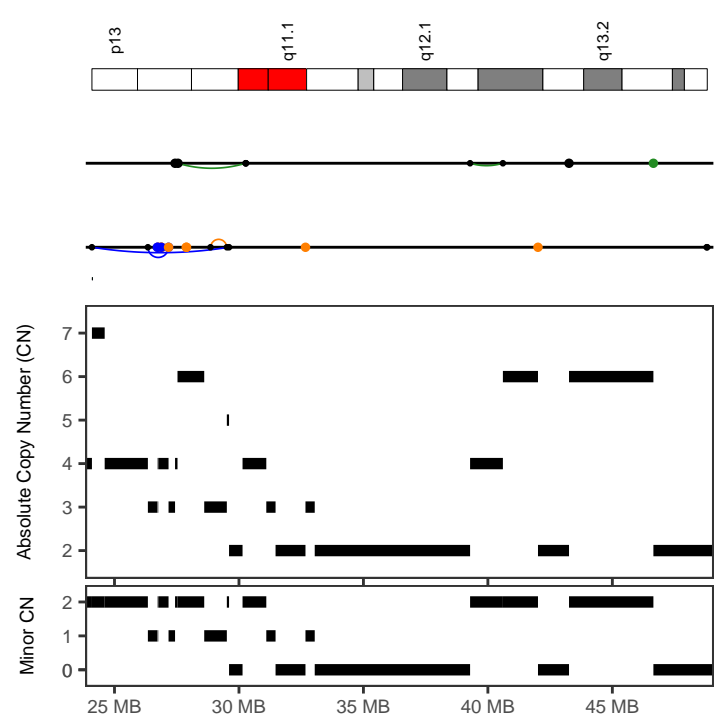 p13
q11.1
q12.1
q13.2
Absolute Copy Number (CN)
7
6
5
4
3
2
Minor CN
2
1
0
25 MB
30 MB
35 MB
40 MB
45 MB